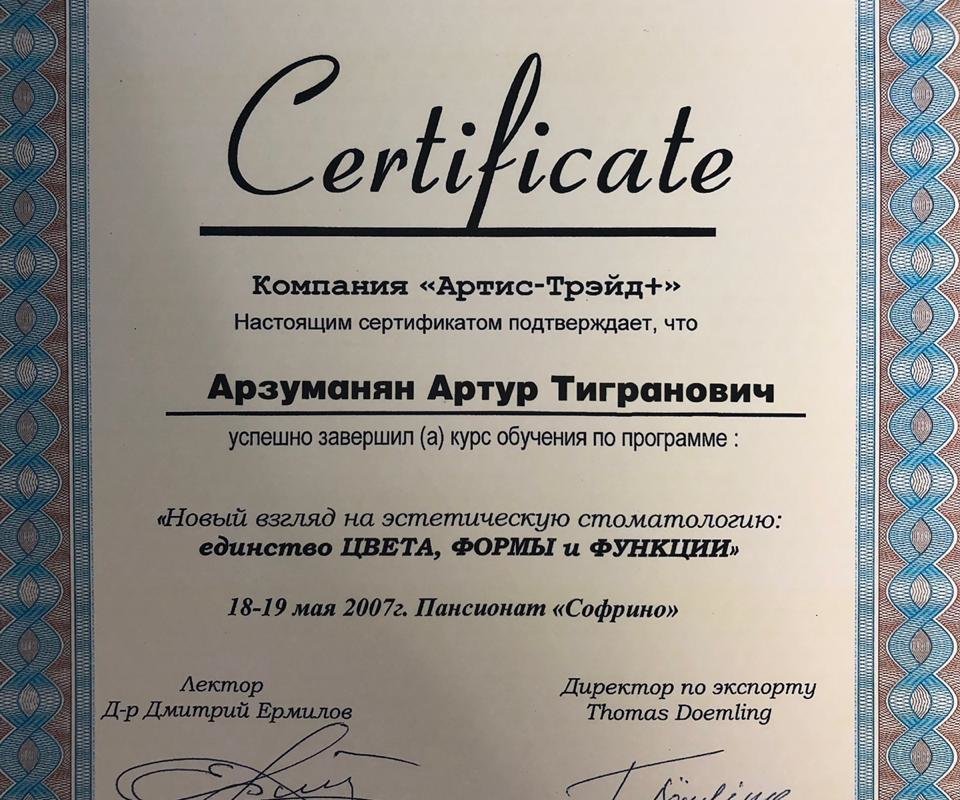 Certificate
Компания «Артис-Трэйд+»
Настоящим сертификатом подтверждает, что
Арзуманян Артур Тигранович
успешно завершил (а) курс обучения по программе :
«Новый взгляд на эстетическую стоматологию:
единство ЦВЕТА, ФОРМЫ и ФУНКЦИИ»
18-19 мая 2007г. Пансионат «Софрино»
Лектор
Д-р Дмитрий Ермилов
Директор по экспорту
Thomas Doemling